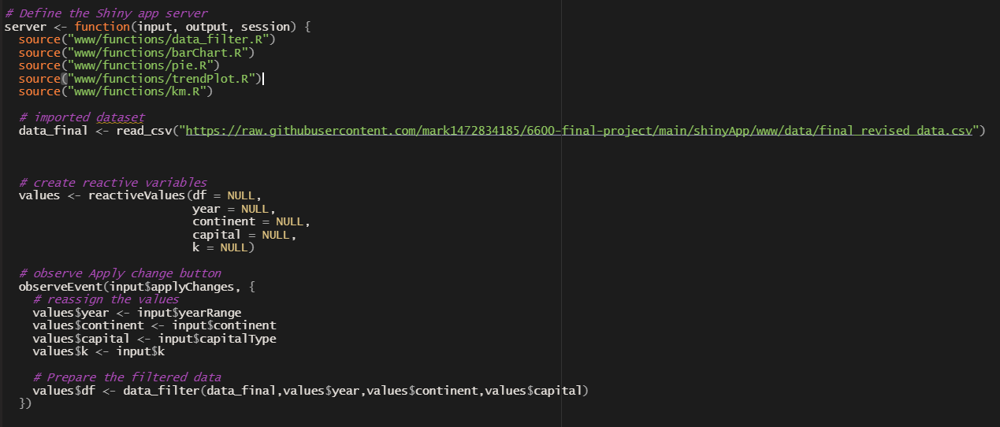 # Define the Shiny app server
server <- function(input, output, session) {
source("www/functions/data_filter.R")
source("www/functions/barChart.R")
source("www/functions/pie.R")
source("www/functions/trendPlot.R")
source("www/functions/km.R")
# imported dataset
data_final <- read_csv("https://raw.githubusercontent.com/mark1472834185/6600-final-project/main/shinyApp/www/data/final_revised_data.csv")
# create reactive variables
values <- reactiveValues(df = NULL,
year = NULL,
continent = NULL,
capital = NULL,
k = NULL)
# observe Apply change button
observeEvent(input$applyChanges, {
# reassign the values
values$year <- input$yearRange
values$continent <- input$continent
values$capital <- input$capitalType
values$k <- input$k
# Prepare the filtered data
values$df <- data_filter(data_final,values$year,values$continent,values$capital)
})